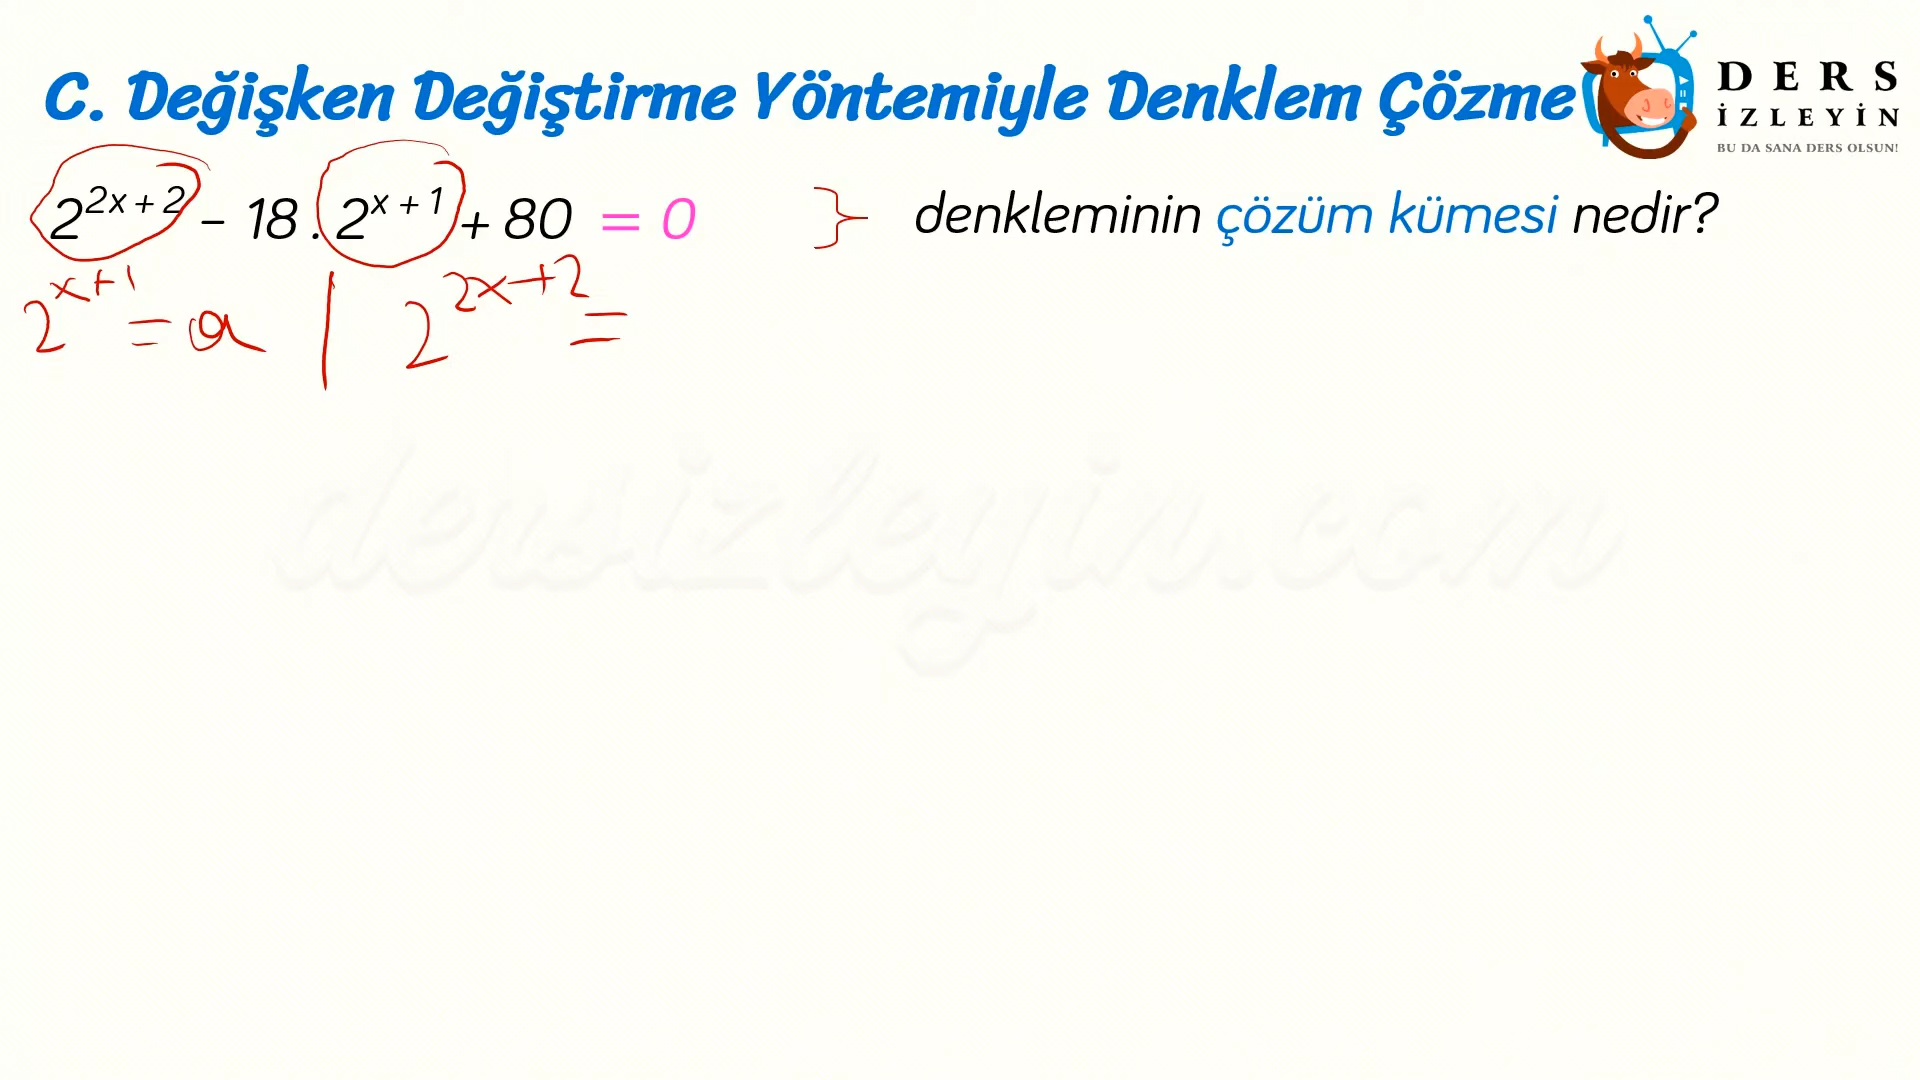 C. Değişken Değiştirme Yöntemiyle Denklem Çözme
DERS
İZLEYİN
BU DA SANA DERS OLSUN!
2^{2x + 2} - 18 . 2^{x + 1} + 80 = 0 } denkleminin çözüm kümesi nedir?
2^{x+1} = a | 2^{2x+2} =
dersizleyin.com